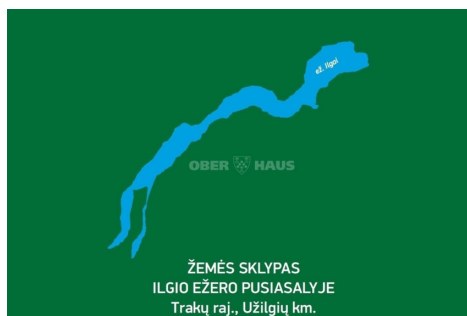 ež. Ilgai
OBER HAUS
ŽEMĖS SKLYPAS
ILGIO EŽERO PUSIASALYJE
Trakų raj., Užilgių km.